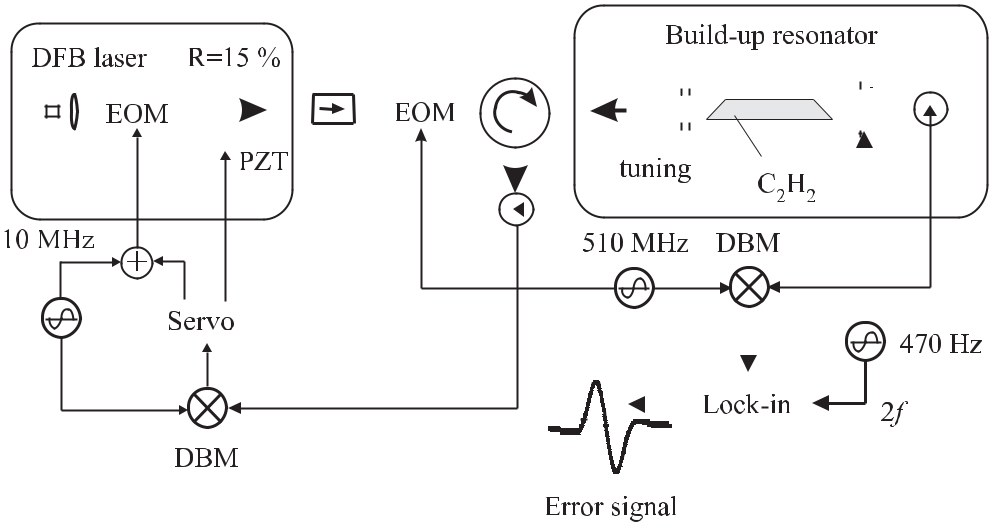 Build-up resonator
DFB laser
R=15 %
EOM
EOM
PZT
tuning
C2H2
10 MHz
510 MHz
DBM
+
Servo
470 Hz
Lock-in
2f
DBM
Error signal